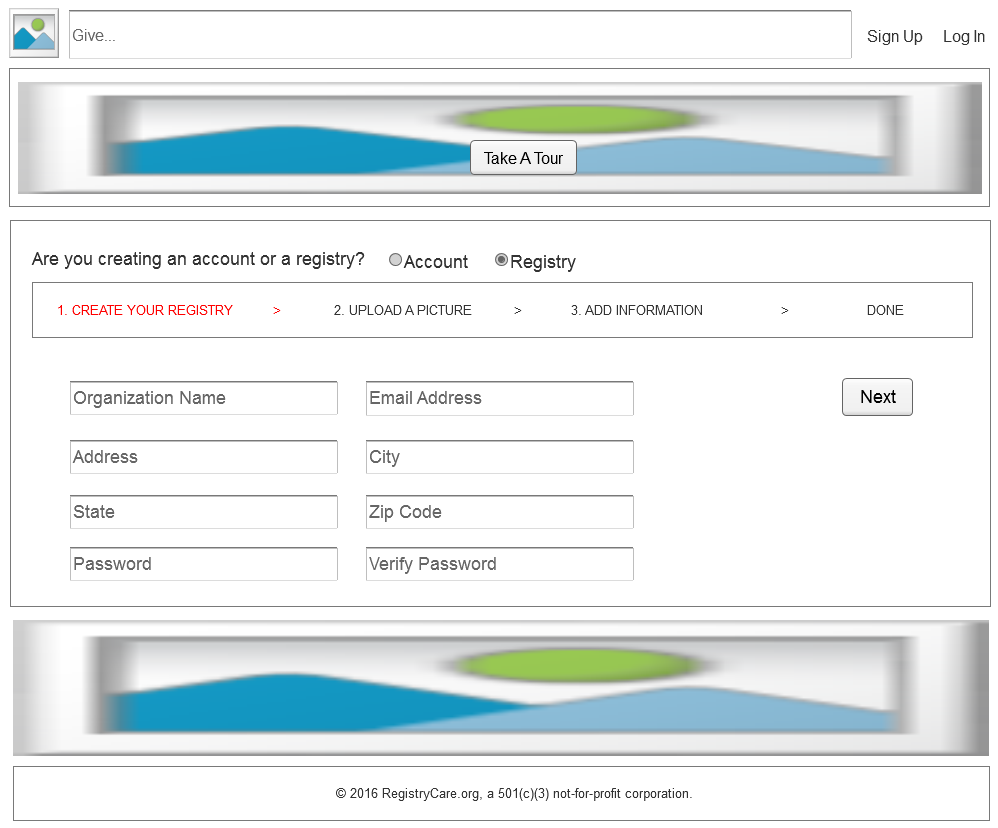 Give...
Sign Up
Log In
Take A Tour
Are you creating an account or a registry? Account Registry
1. CREATE YOUR REGISTRY > 2. UPLOAD A PICTURE > 3. ADD INFORMATION > DONE
Organization Name
Email Address
Next
Address
City
State
Zip Code
Password
Verify Password
© 2016 RegistryCare.org, a 501(c)(3) not-for-profit corporation.